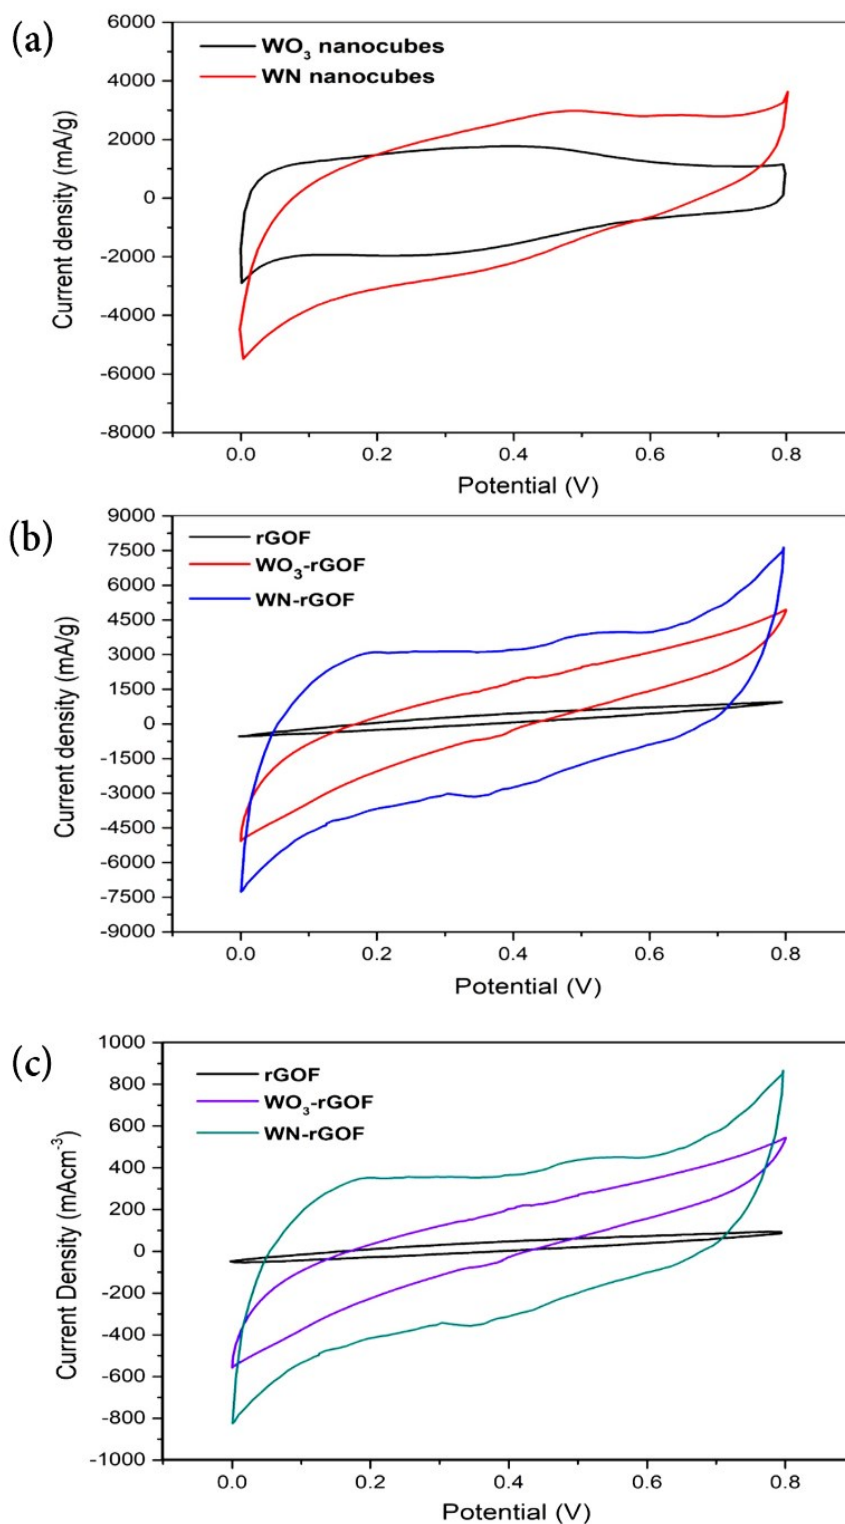 (a)
6000
4000
2000
0
-2000
-4000
-6000
-8000
Current density (mA/g)
WO₃ nanocubes
WN nanocubes
0.0 0.2 0.4 0.6 0.8
Potential (V)
(b)
9000
7500
6000
4500
3000
1500
0
-1500
-3000
-4500
-6000
-7500
-9000
Current density (mA/g)
rGOF
WO₃-rGOF
WN-rGOF
0.0 0.2 0.4 0.6 0.8
Potential (V)
(c)
1000
800
600
400
200
0
-200
-400
-600
-800
-1000
Current Density (mAcm⁻³)
rGOF
WO₃-rGOF
WN-rGOF
0.0 0.2 0.4 0.6 0.8
Potential (V)